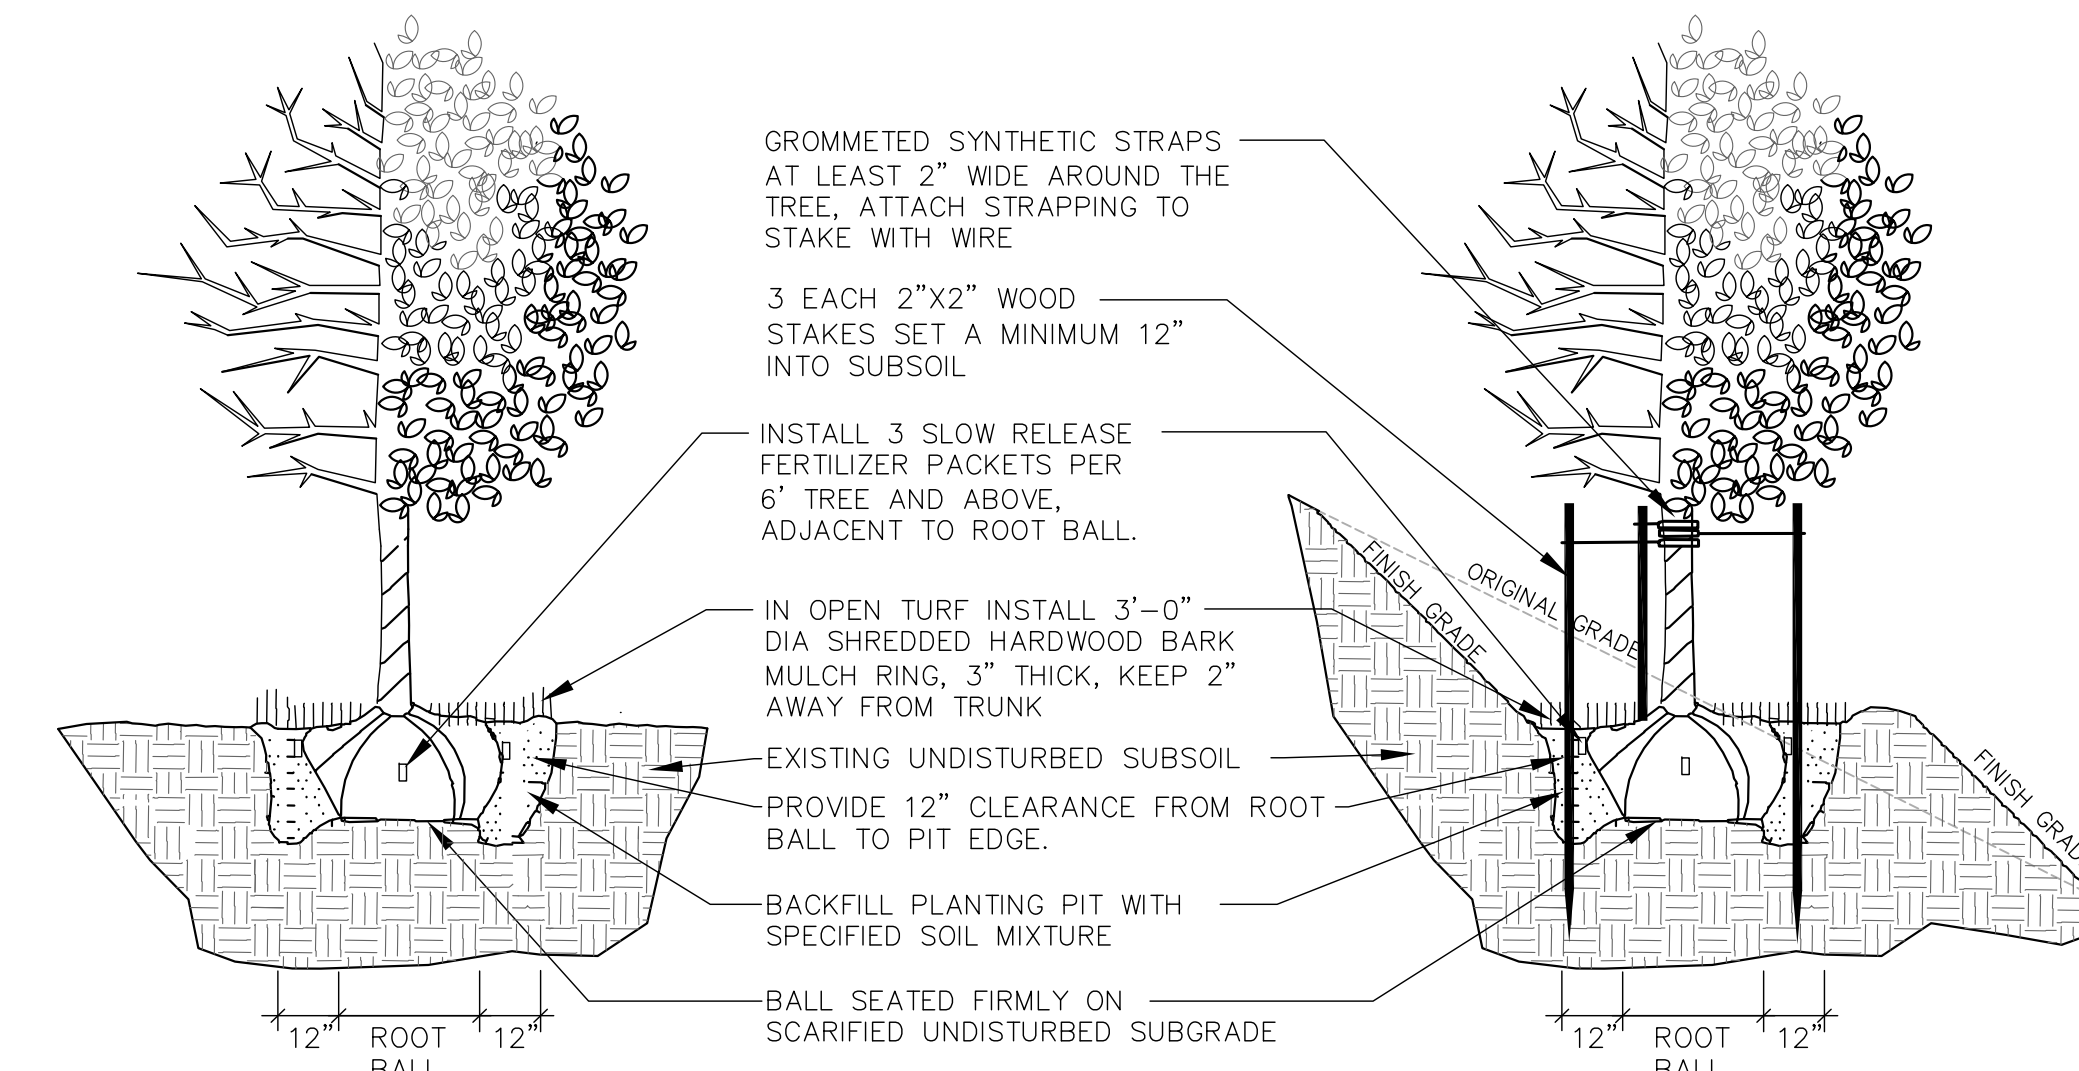 GROMMETED SYNTHETIC STRAPS
AT LEAST 2” WIDE AROUND THE
TREE, ATTACH STRAPPING TO
STAKE WITH WIRE
3 EACH 2”X2” WOOD
STAKES SET A MINIMUM 12”
INTO SUBSOIL
INSTALL 3 SLOW RELEASE
FERTILIZER PACKETS PER
6’ TREE AND ABOVE,
ADJACENT TO ROOT BALL.
IN OPEN TURF INSTALL 3’-0”
DIA SHREDDED HARDWOOD BARK
MULCH RING, 3” THICK, KEEP 2”
AWAY FROM TRUNK
EXISTING UNDISTURBED SUBSOIL
PROVIDE 12” CLEARANCE FROM ROOT
BALL TO PIT EDGE.
BACKFILL PLANTING PIT WITH
SPECIFIED SOIL MIXTURE
BALL SEATED FIRMLY ON
SCARIFIED UNDISTURBED SUBGRADE
FINISH GRADE
ORIGINAL GRADE
FINISH GRAD
12” ROOT 12”
BALL
12” ROOT 12”
BALL